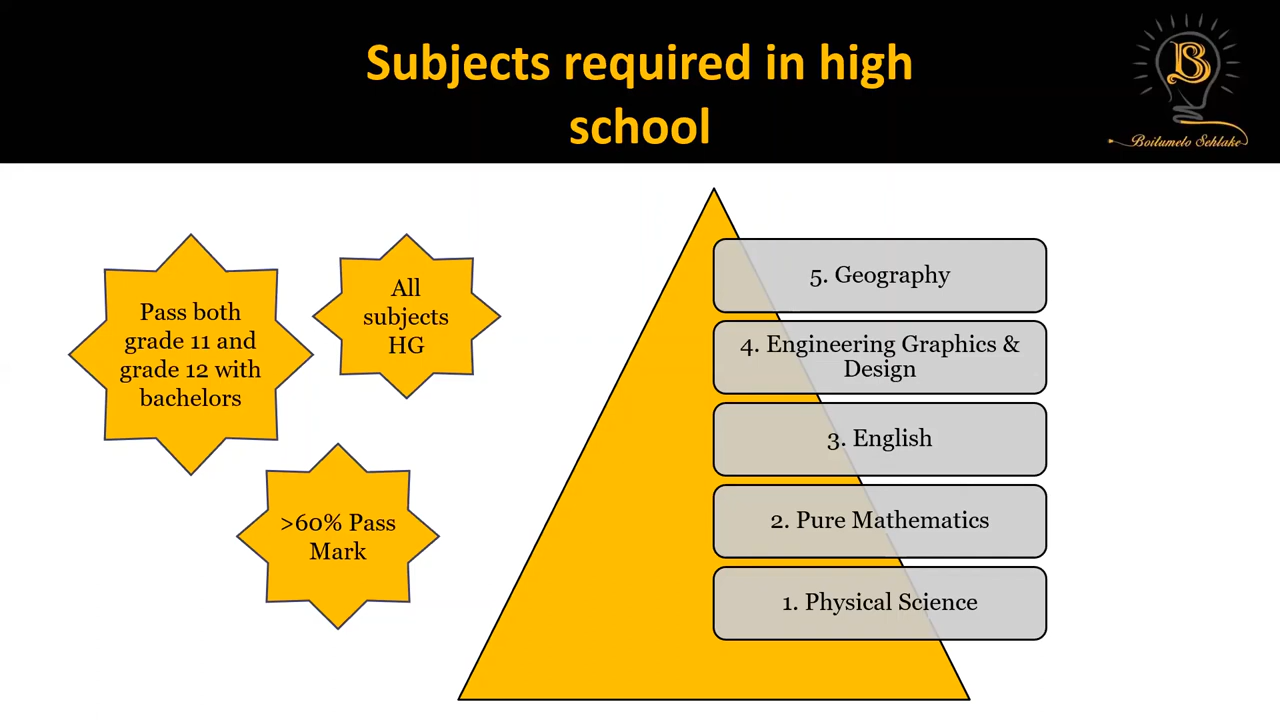 Subjects required in high
school
B
Boitumelo Sehlake
Pass both
grade 11 and
grade 12 with
bachelors
All
subjects
HG
>60% Pass
Mark
5. Geography
4. Engineering Graphics &
Design
3. English
2. Pure Mathematics
1. Physical Science